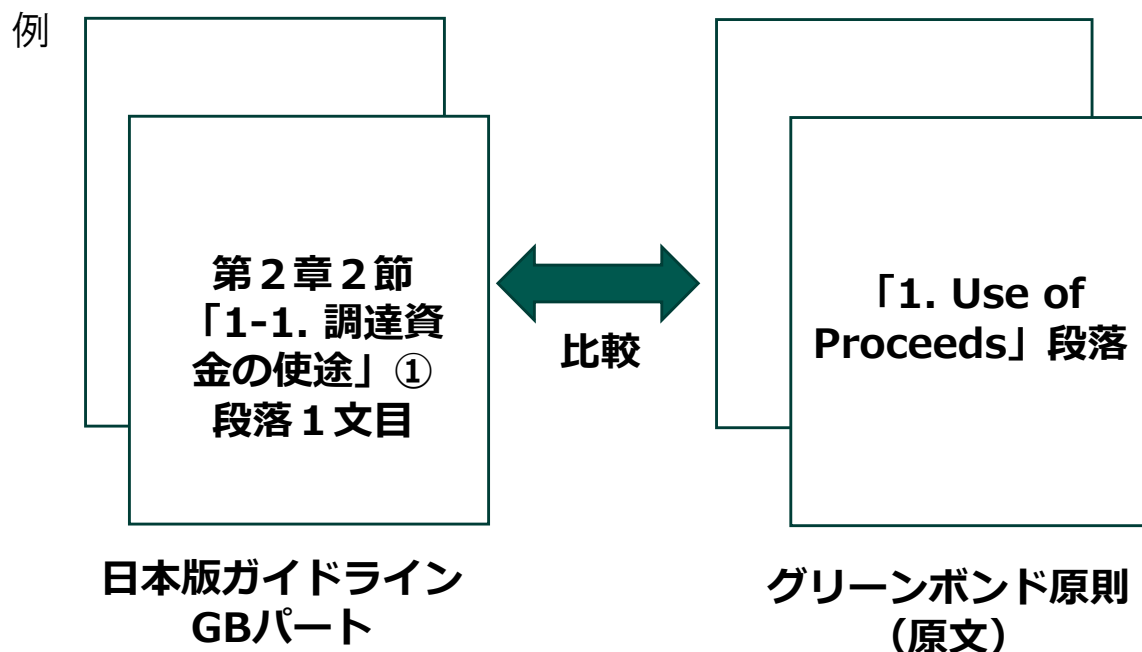 例
第２章２節
「1-1. 調達資
金の使途」①
段落１文目
比較
「1. Use of
Proceeds」段落
日本版ガイドライン
GBパート
グリーンボンド原則
（原文）